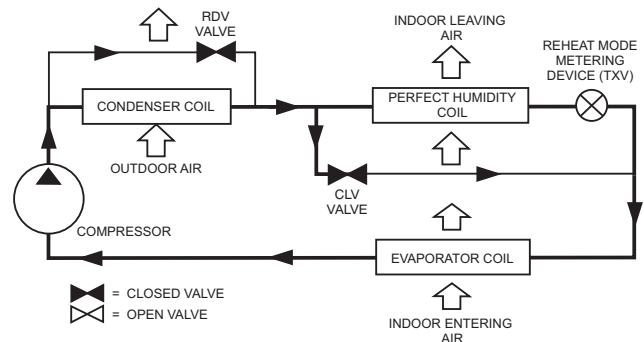 RDV
VALVE
INDOOR LEAVING
AIR
REHEAT MODE
METERING
DEVICE (TXV)
CONDENSER COIL
PERFECT HUMIDITY
COIL
OUTDOOR AIR
CLV
VALVE
COMPRESSOR
EVAPORATOR COIL
= CLOSED VALVE
= OPEN VALVE
INDOOR ENTERING
AIR